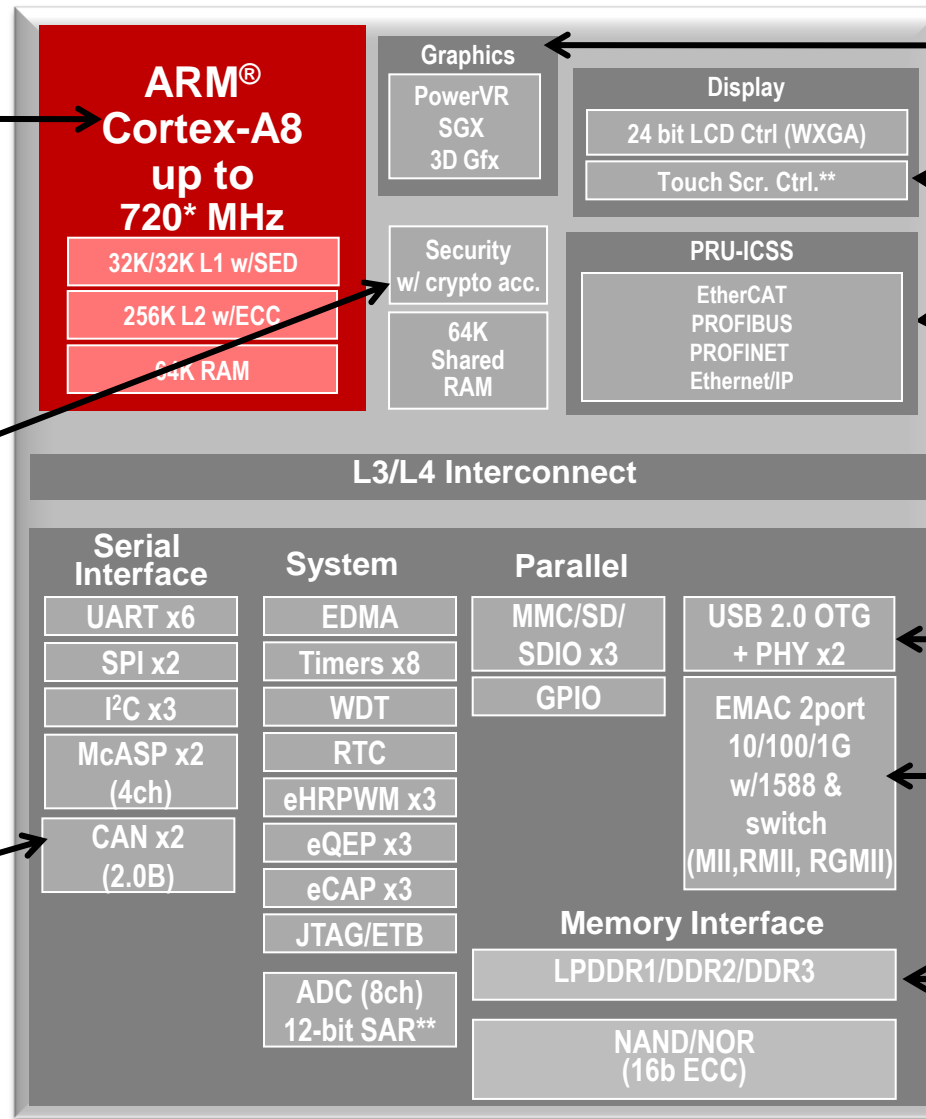 ARM®
Cortex-A8
up to
720* MHz
32K/32K L1 w/SED
256K L2 w/ECC
64K RAM
Graphics
PowerVR
SGX
3D Gfx
Security
w/ crypto acc.
64K
Shared
RAM
Display
24 bit LCD Ctrl (WXGA)
Touch Scr. Ctrl.**
PRU-ICSS
EtherCAT
PROFIBUS
PROFINET
Ethernet/IP
L3/L4 Interconnect
Serial
Interface
UART x6
SPI x2
I²C x3
McASP x2
(4ch)
CAN x2
(2.0B)
System
EDMA
Timers x8
WDT
RTC
eHRPWM x3
eQEP x3
eCAP x3
JTAG/ETB
ADC (8ch)
12-bit SAR**
Parallel
MMC/SD/
SDIO x3
GPIO
USB 2.0 OTG
+ PHY x2
EMAC 2port
10/100/1G
w/1588 &
switch
(MII,RMII, RGMII)
Memory Interface
LPDDR1/DDR2/DDR3
NAND/NOR
(16b ECC)